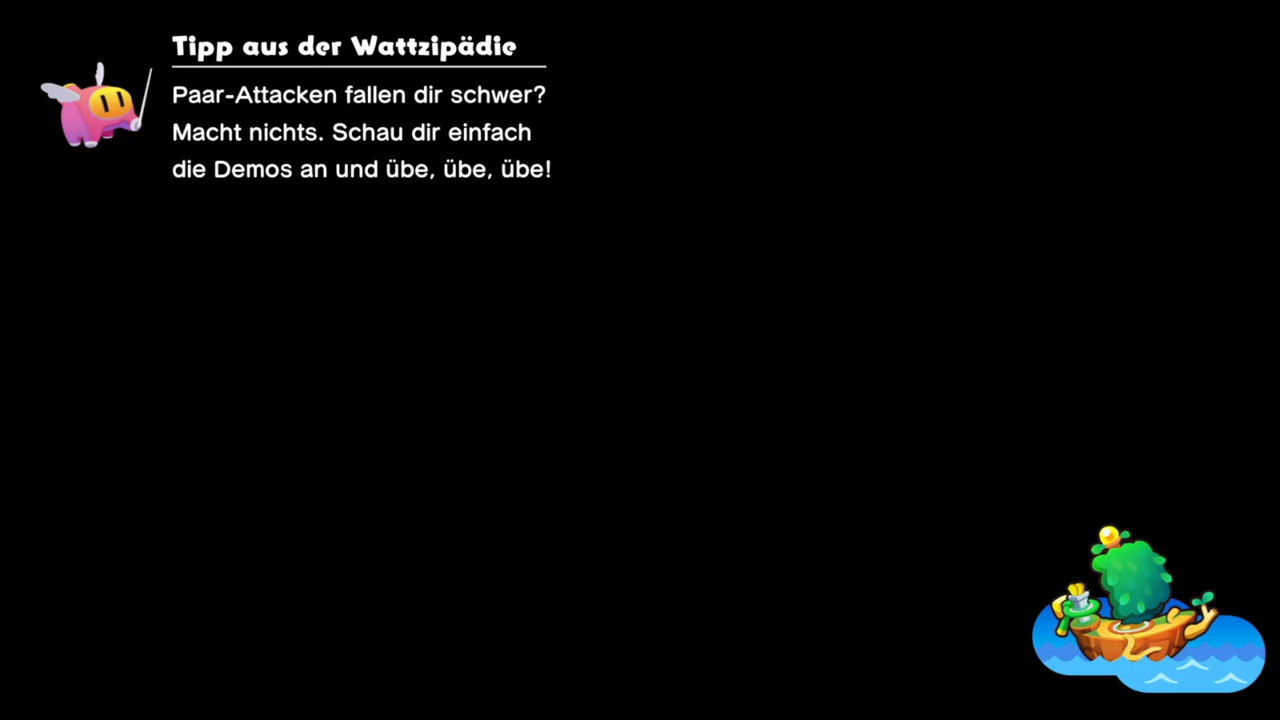 Tipp aus der Wattzipädie
Paar-Attacken fallen dir schwer?
Macht nichts. Schau dir einfach
die Demos an und übe, übe, übe!